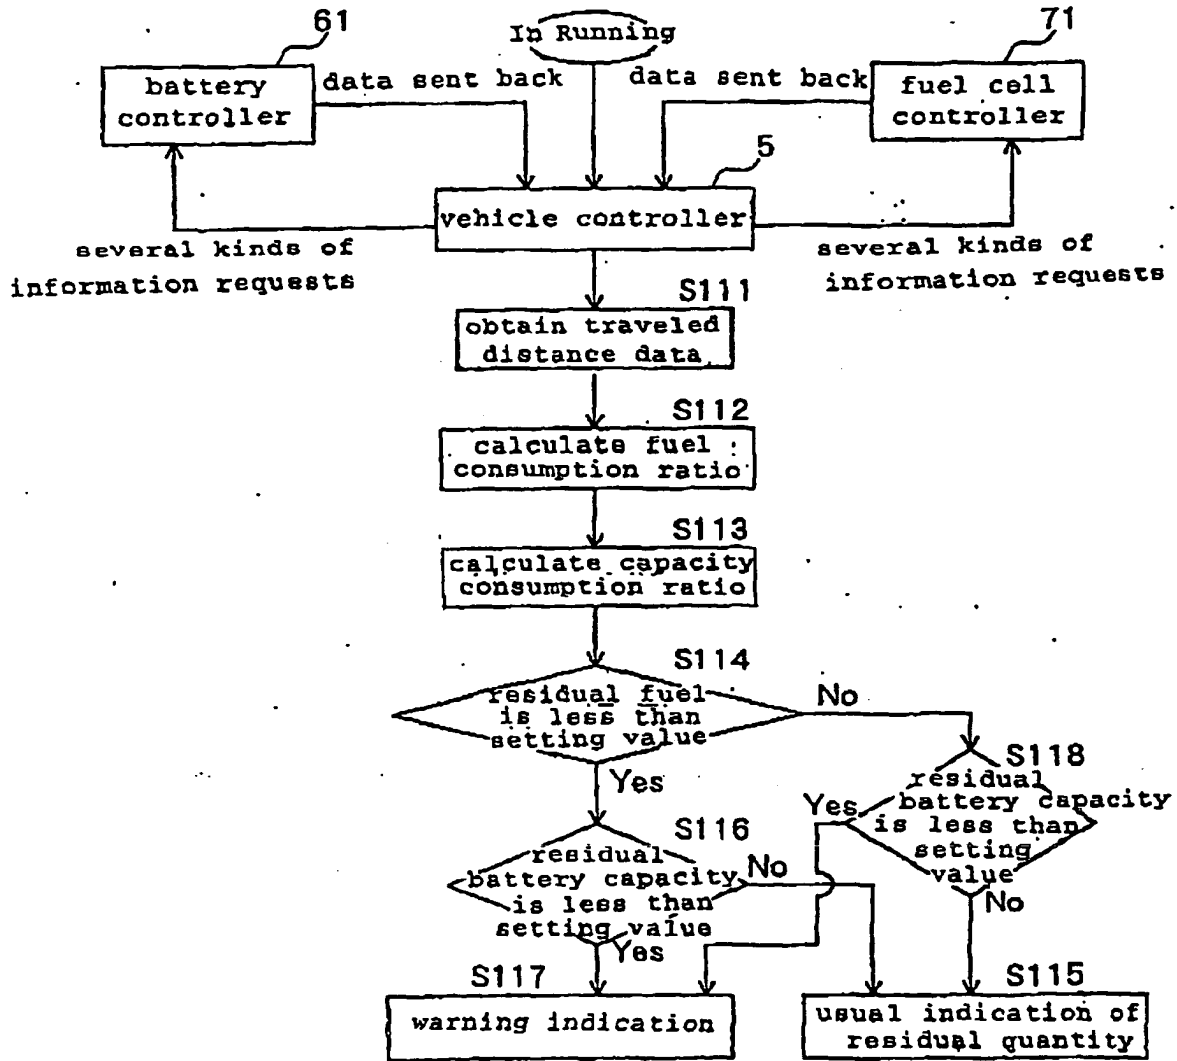 61
In Running
71
battery
controller
data sent back
data sent back
fuel cell
controller
5
vehicle controller
several kinds of
information requests
several kinds of
information requests
S111
obtain traveled
distance data
S112
calculate fuel
consumption ratio
S113
calculate capacity
consumption ratio
S114
residual fuel
is less than
setting value
No
Yes
S118
residual
battery capacity
is less than
setting
value
Yes
No
S116
residual
battery capacity
is less than
setting value
No
Yes
S117
warning indication
S115
usual indication of
residual quantity